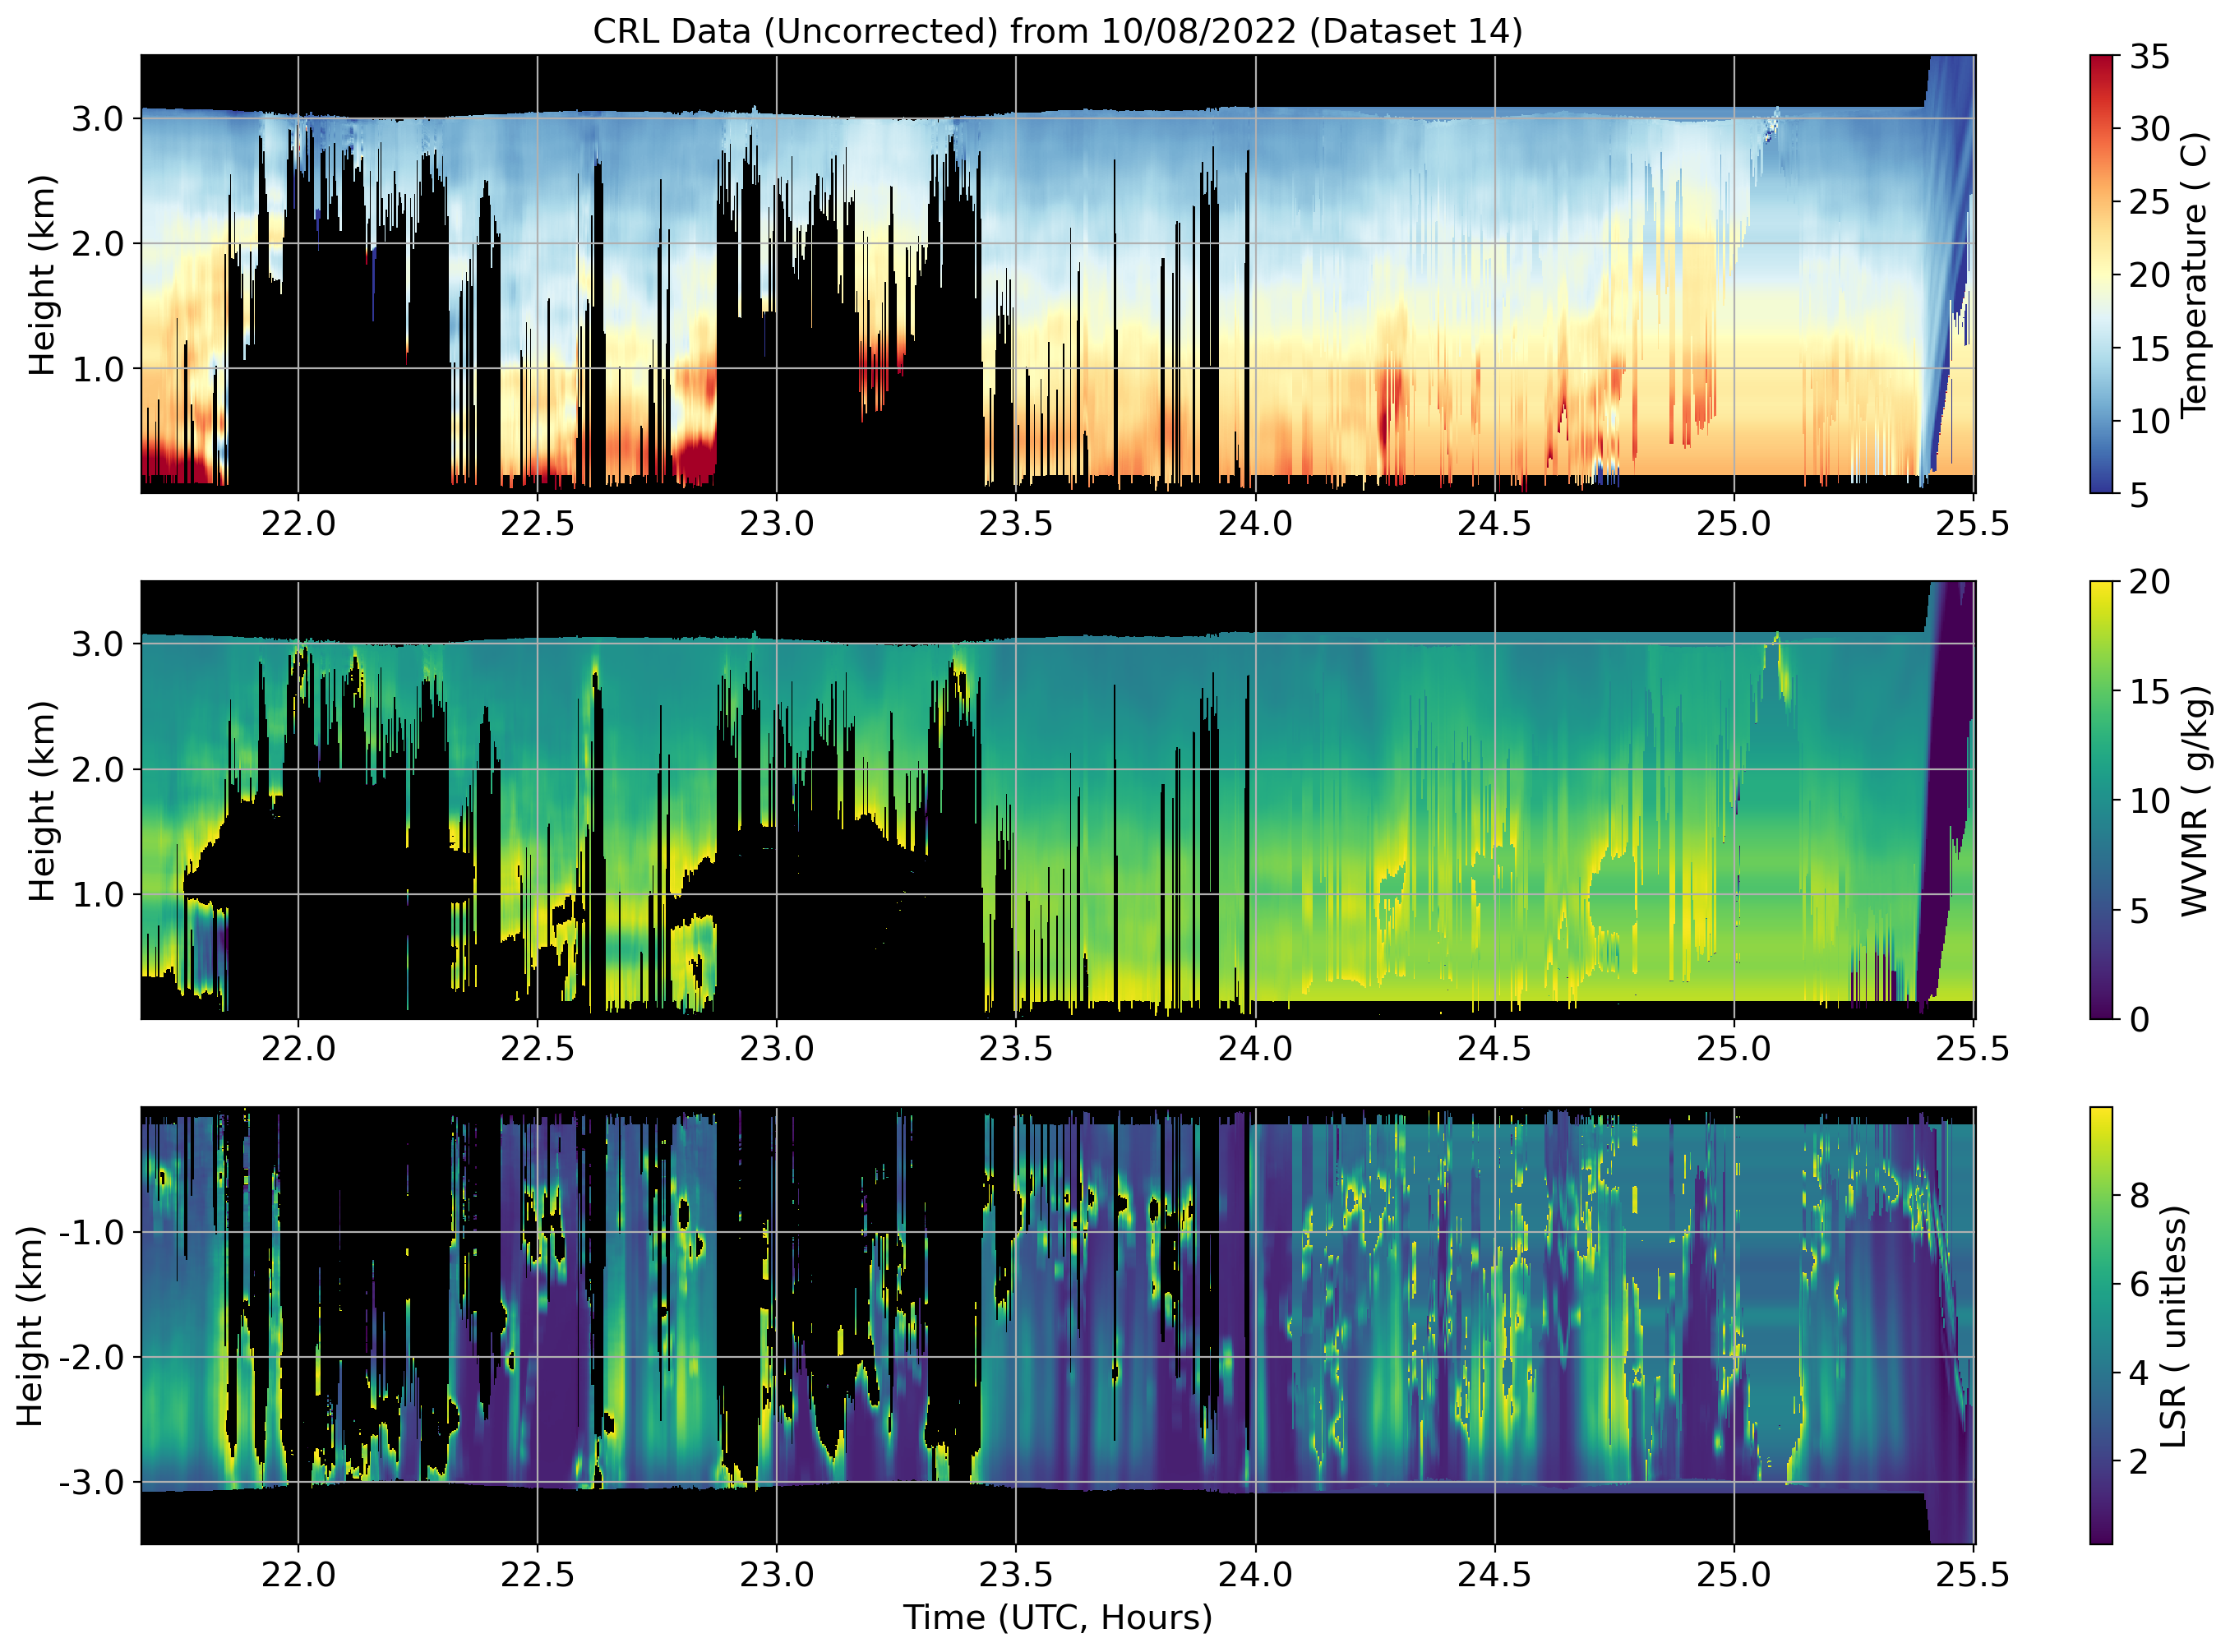 CRL Data (Uncorrected) from 10/08/2022 (Dataset 14)
Height (km)
3.0
2.0
1.0
22.0 22.5 23.0 23.5 24.0 24.5 25.0 25.5
35
30
25
20
15
10
5
Temperature ( C)
Height (km)
3.0
2.0
1.0
22.0 22.5 23.0 23.5 24.0 24.5 25.0 25.5
20
15
10
5
0
WVMR ( g/kg)
Height (km)
-1.0
-2.0
-3.0
22.0 22.5 23.0 23.5 24.0 24.5 25.0 25.5
Time (UTC, Hours)
8
6
4
2
LSR ( unitless)